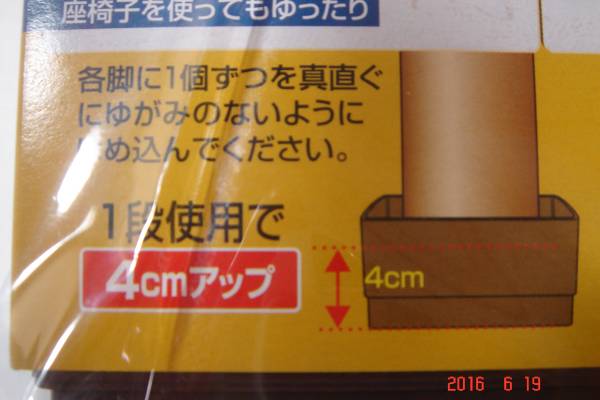 座椅子を使ってもゆったり
各脚に1個ずつを真直ぐ
にゆがみのないように
はめ込んでください。
1段使用で
4cmアップ
4cm
2016 6 19